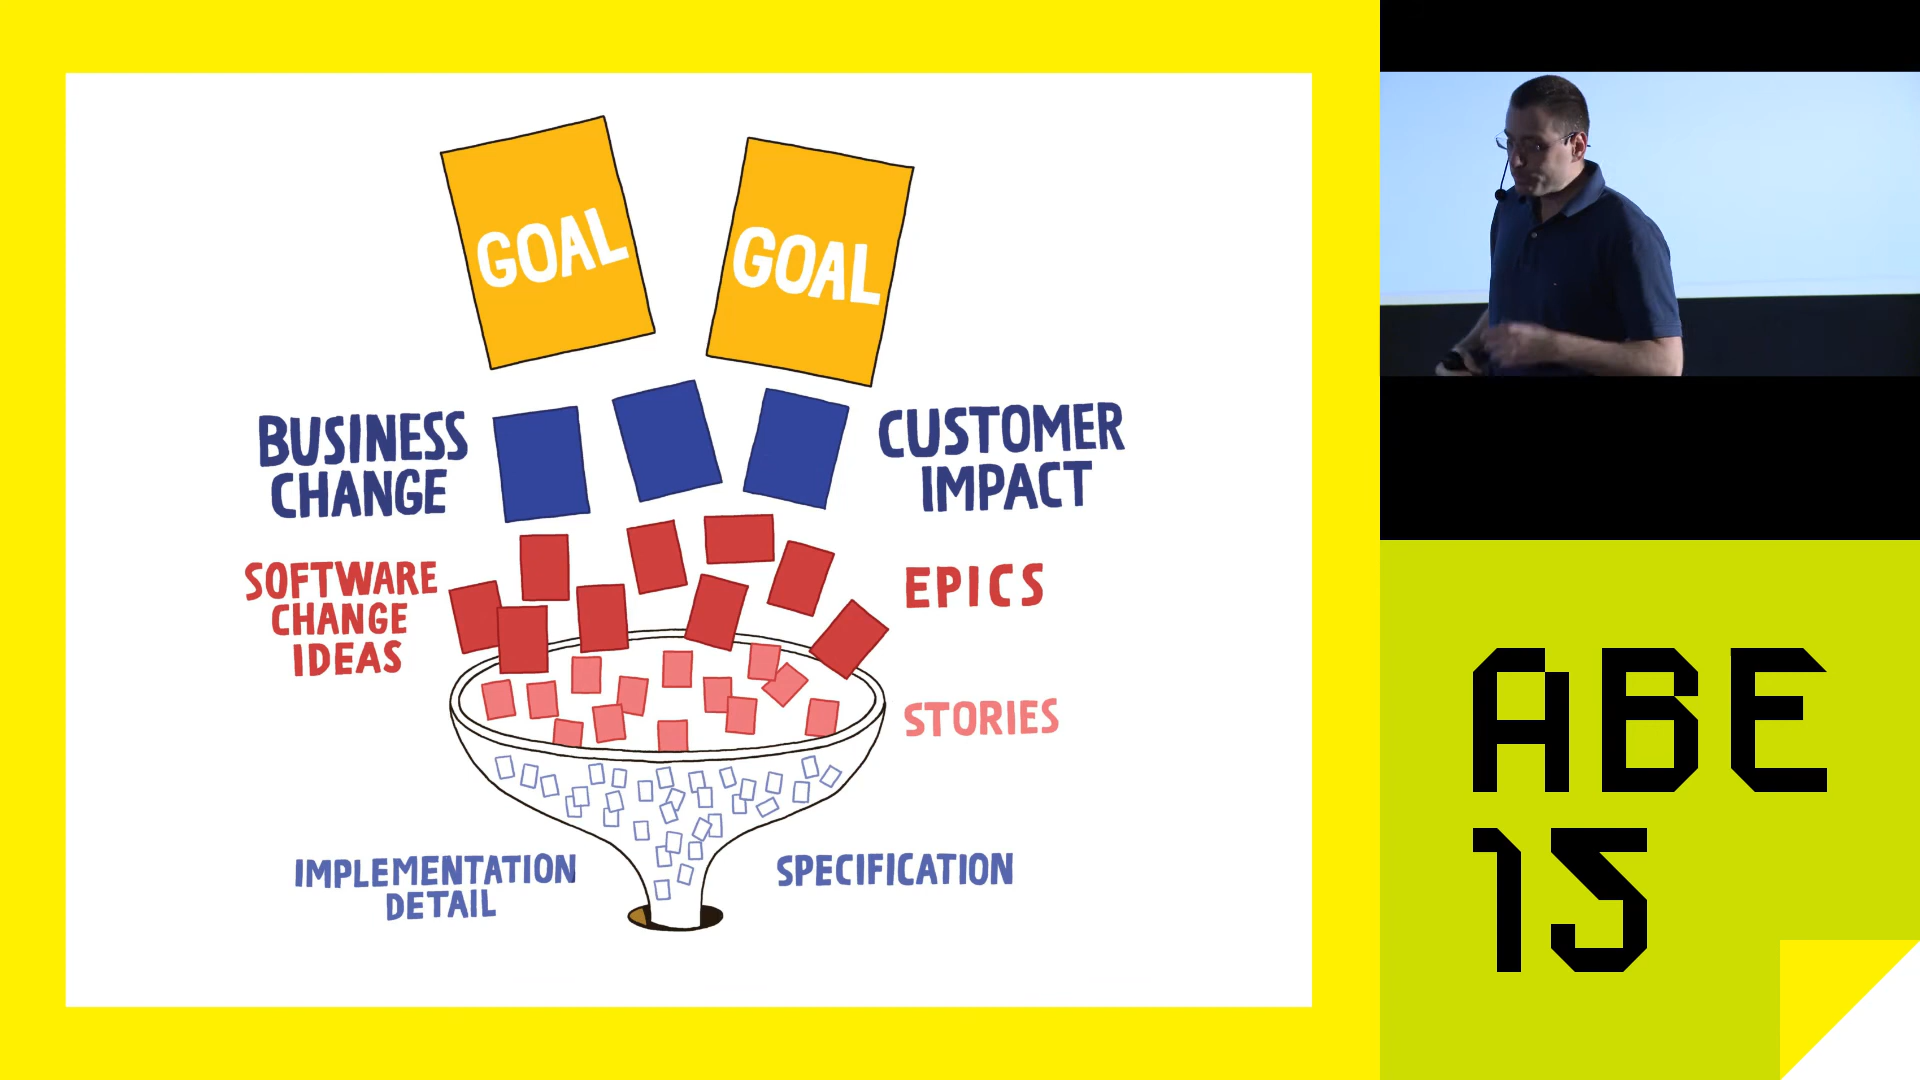 GOAL
GOAL
BUSINESS
CHANGE
CUSTOMER
IMPACT
SOFTWARE
CHANGE
IDEAS
EPICS
STORIES
IMPLEMENTATION
DETAIL
SPECIFICATION
ABE
15